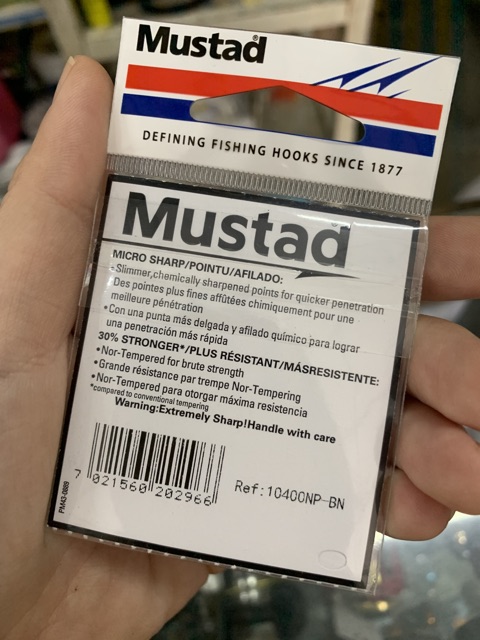 Mustad®
DEFINING FISHING HOOKS SINCE 1877
Mustad
MICRO SHARP/POINTU/AFILADO:
•Slimmer,chemically sharpened points for quicker penetration
Des pointes plus fines affûtées chimiquement pour une
meilleure pénétration
•Con una punta más delgada y afilado químico para lograr
una penetración más rápida
30% STRONGER*/PLUS RÉSISTANT/MÁSRESISTENTE:
•Nor-Tempered for brute strength
•Grande résistance par trempe Nor-Tempering
•Nor-Tempered para otorgar máxima resistencia
*compared to conventional tempering
Warning:Extremely Sharp!Handle with care
7 021560 202966
Ref:10400NP-BN